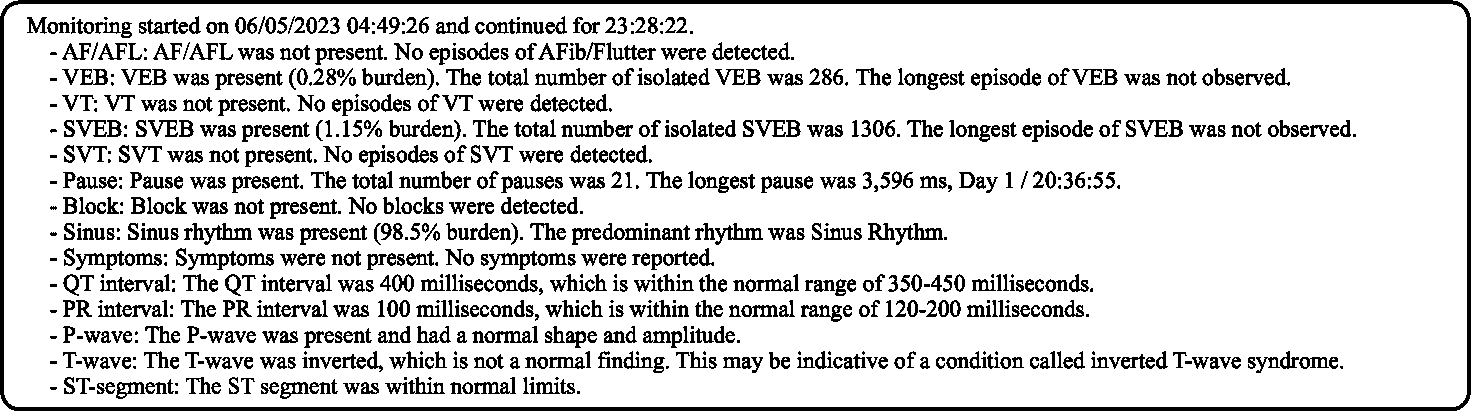 Monitoring started on 06/05/2023 04:49:26 and continued for 23:28:22.
- AF/AFL: AF/AFL was not present. No episodes of AFib/Flutter were detected.
- VEB: VEB was present (0.28% burden). The total number of isolated VEB was 286. The longest episode of VEB was not observed.
- VT: VT was not present. No episodes of VT were detected.
- SVEB: SVEB was present (1.15% burden). The total number of isolated SVEB was 1306. The longest episode of SVEB was not observed.
- SVT: SVT was not present. No episodes of SVT were detected.
- Pause: Pause was present. The total number of pauses was 21. The longest pause was 3,596 ms, Day 1 / 20:36:55.
- Block: Block was not present. No blocks were detected.
- Sinus: Sinus rhythm was present (98.5% burden). The predominant rhythm was Sinus Rhythm.
- Symptoms: Symptoms were not present. No symptoms were reported.
- QT interval: The QT interval was 400 milliseconds, which is within the normal range of 350-450 milliseconds.
- PR interval: The PR interval was 100 milliseconds, which is within the normal range of 120-200 milliseconds.
- P-wave: The P-wave was present and had a normal shape and amplitude.
- T-wave: The T-wave was inverted, which is not a normal finding. This may be indicative of a condition called inverted T-wave syndrome.
- ST-segment: The ST segment was within normal limits.